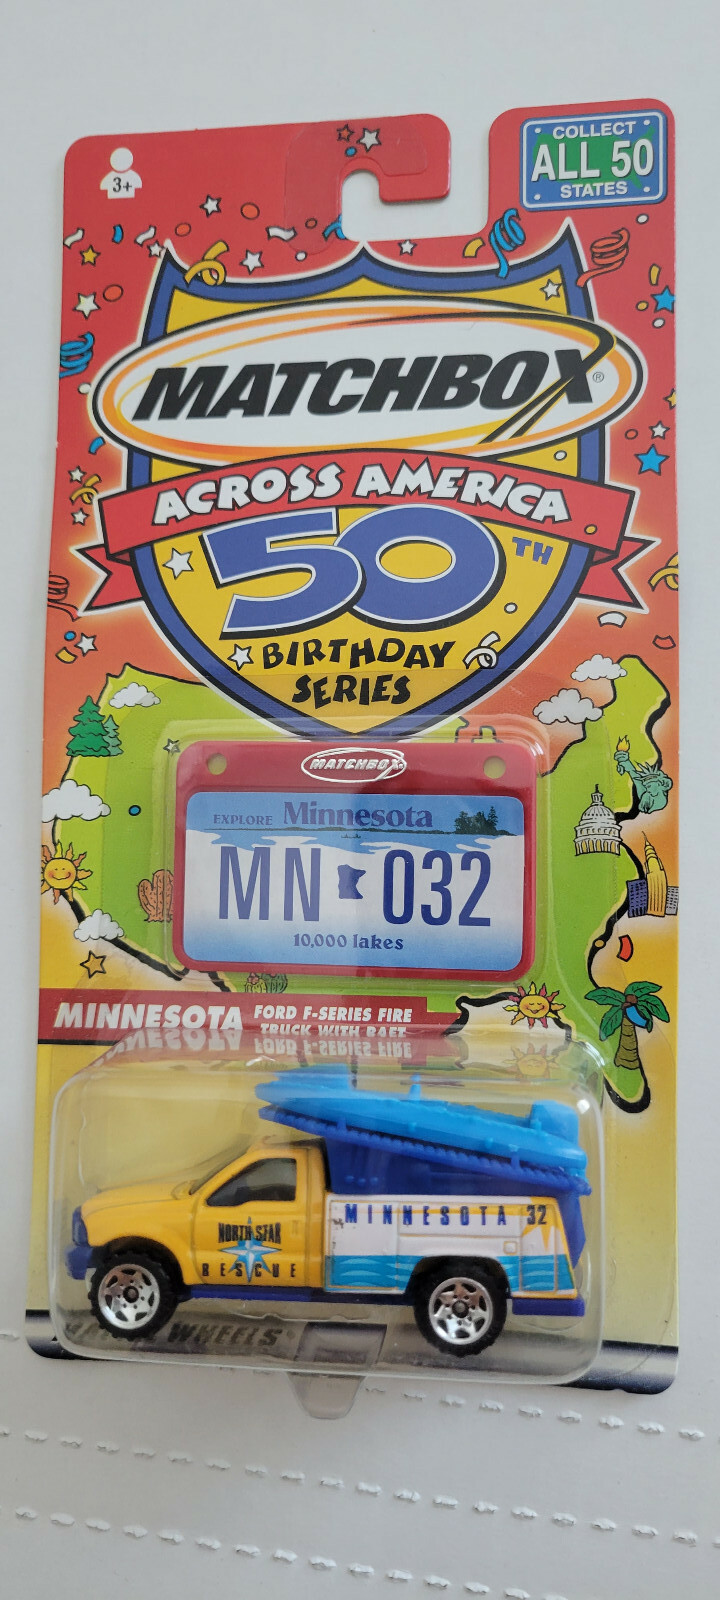 3+
COLLECT
ALL 50
STATES
MATCHBOX®
ACROSS AMERICA
50TH
BIRTHDAY
SERIES
MATCHBOX
EXPLORE Minnesota
MN 032
10,000 lakes
MINNESOTA FORD F-SERIES FIRE
TRUCK WITH RAFT
MINNESOTA 32
NORTH STAR
RESCUE
WHEELS